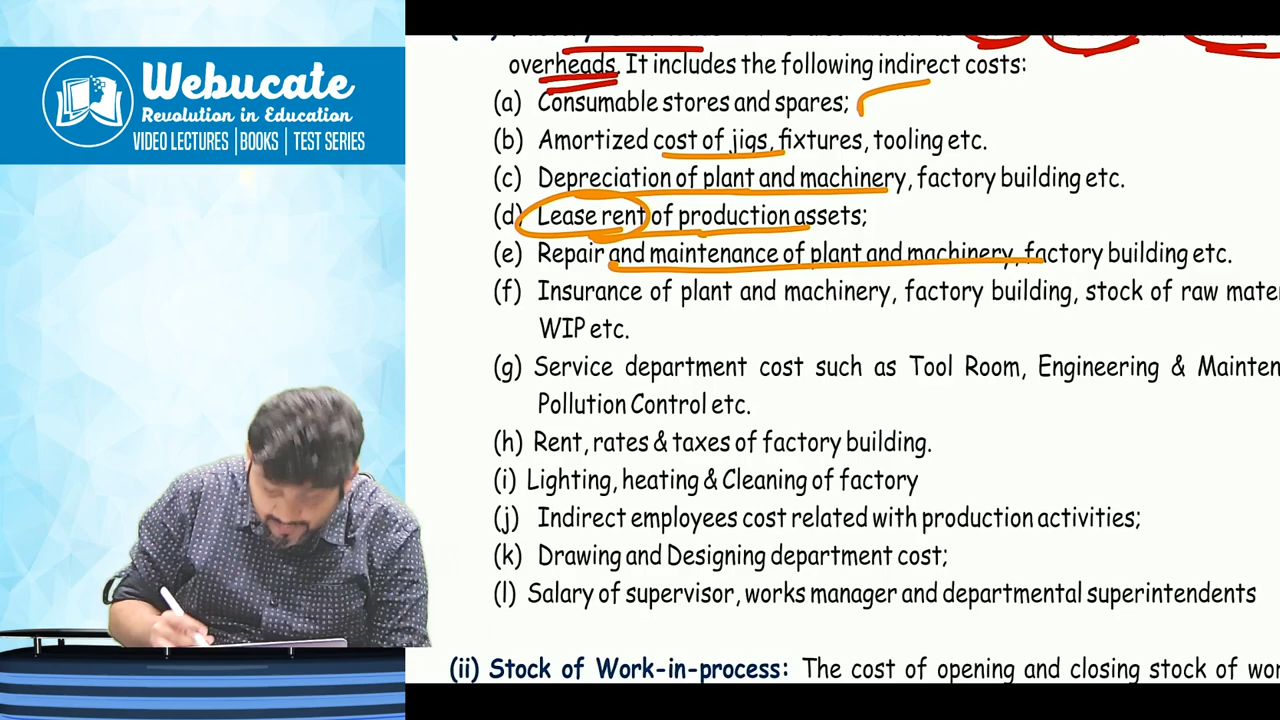 Webucate
Revolution in Education
VIDEO LECTURES | BOOKS | TEST SERIES
overheads. It includes the following indirect costs:
(a) Consumable stores and spares;
(b) Amortized cost of jigs, fixtures, tooling etc.
(c) Depreciation of plant and machinery, factory building etc.
(d) Lease rent of production assets;
(e) Repair and maintenance of plant and machinery, factory building etc.
(f) Insurance of plant and machinery, factory building, stock of raw mate
WIP etc.
(g) Service department cost such as Tool Room, Engineering & Mainten
Pollution Control etc.
(h) Rent, rates & taxes of factory building.
(i) Lighting, heating & Cleaning of factory
(j) Indirect employees cost related with production activities;
(k) Drawing and Designing department cost;
(l) Salary of supervisor, works manager and departmental superintendents
(ii) Stock of Work-in-process: The cost of opening and closing stock of wor